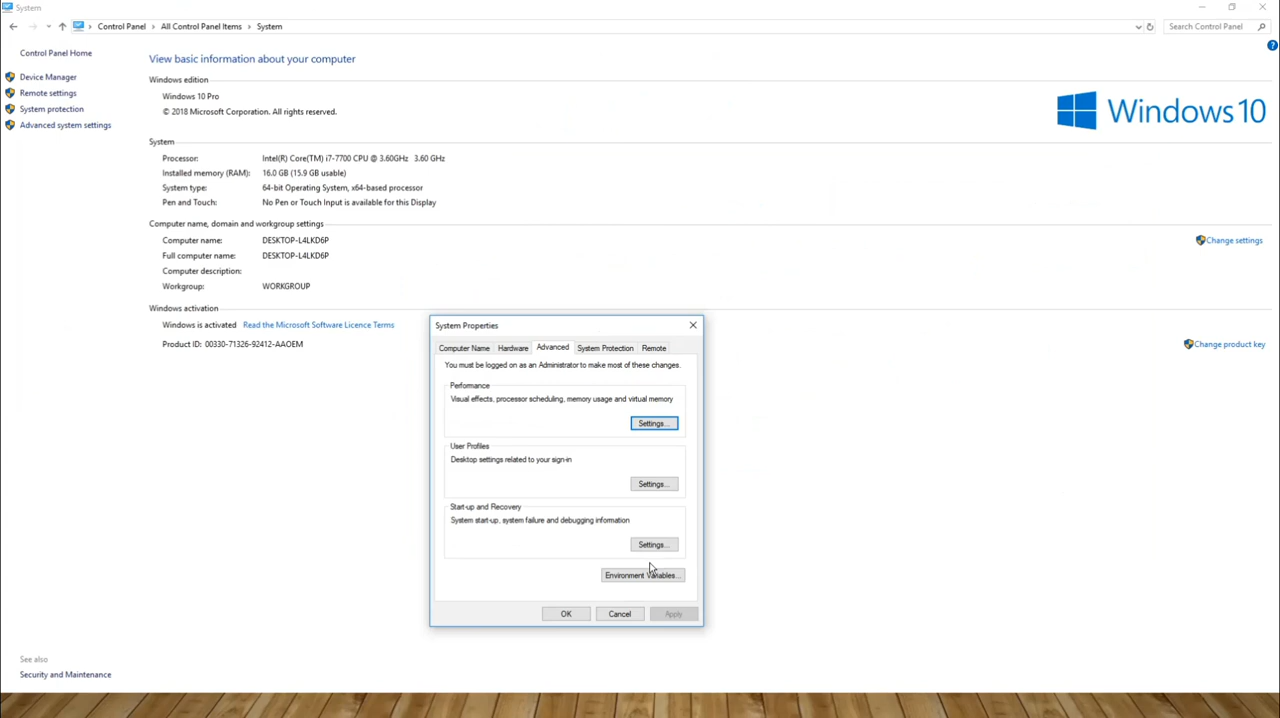 System
Control Panel
All Control Panel Items
System
Search Control Panel
Control Panel Home
Device Manager
Remote settings
System protection
Advanced system settings
View basic information about your computer
Windows edition
Windows 10 Pro
© 2018 Microsoft Corporation. All rights reserved.
Windows 10
System
Processor: Intel(R) Core(TM) i7-7700 CPU @ 3.60GHz 3.60 GHz
Installed memory (RAM): 16.0 GB (15.9 GB usable)
System type: 64-bit Operating System, x64-based processor
Pen and Touch: No Pen or Touch Input is available for this Display
Computer name, domain and workgroup settings
Computer name: DESKTOP-L4LKD6P
Change settings
Full computer name: DESKTOP-L4LKD6P
Computer description:
Workgroup: WORKGROUP
Windows activation
Windows is activated Read the Microsoft Software Licence Terms
Product ID: 00330-71326-92412-AAOEM
Change product key
System Properties
Computer Name
Hardware
Advanced
System Protection
Remote
You must be logged on as an Administrator to make most of these changes.
Performance
Visual effects, processor scheduling, memory usage and virtual memory
Settings...
User Profiles
Desktop settings related to your sign-in
Settings...
Start-up and Recovery
System start-up, system failure and debugging information
Settings...
Environment Variables...
OK
Cancel
Apply
See also
Security and Maintenance